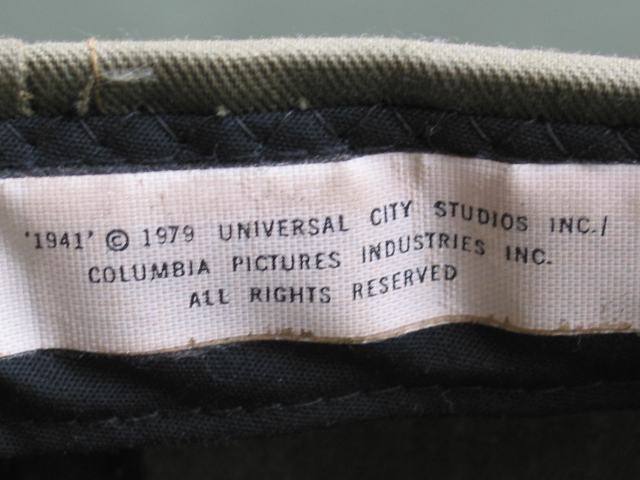 '1941' © 1979 UNIVERSAL CITY STUDIOS INC./
COLUMBIA PICTURES INDUSTRIES INC.
ALL RIGHTS RESERVED